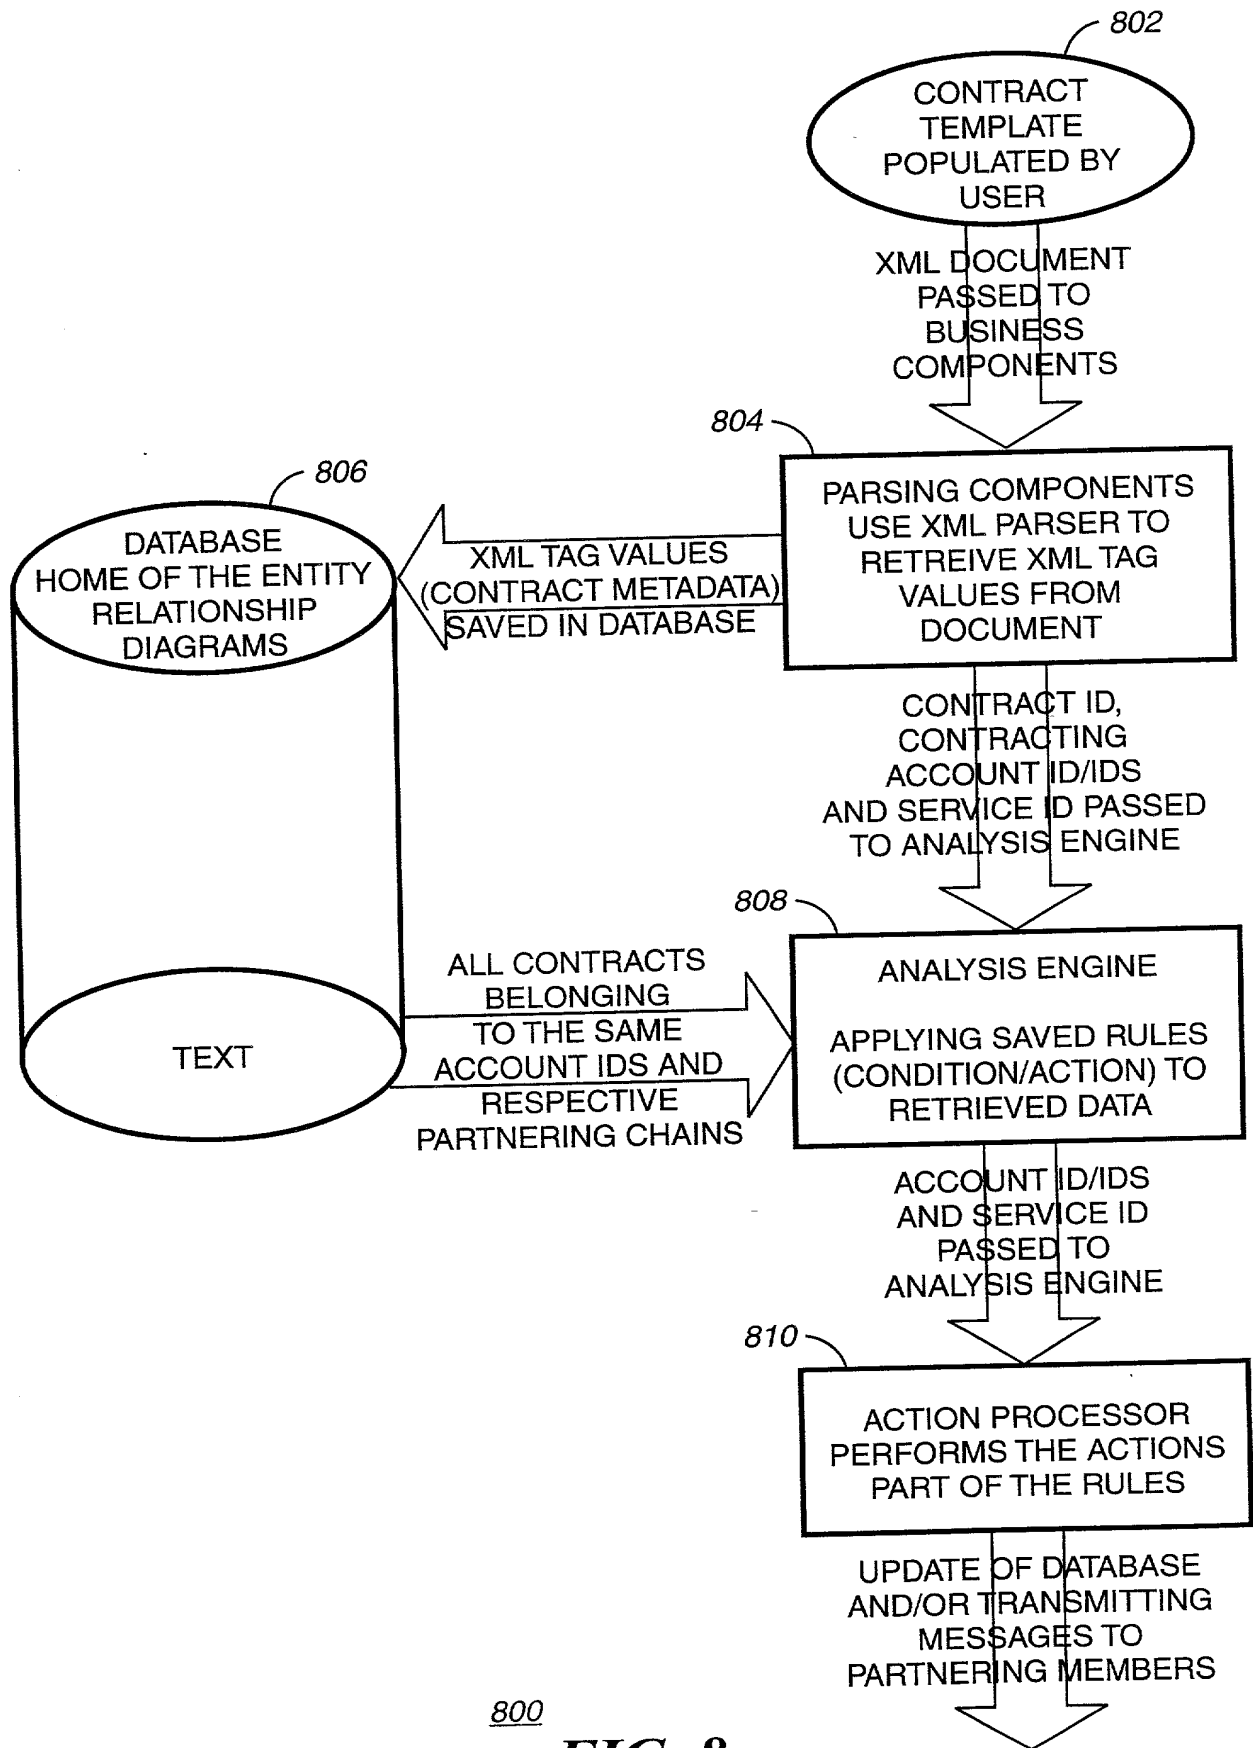 802
CONTRACT
TEMPLATE
POPULATED BY
USER
XML DOCUMENT
PASSED TO
BUSINESS
COMPONENTS
804
PARSING COMPONENTS
USE XML PARSER TO
RETREIVE XML TAG
VALUES FROM
DOCUMENT
806
DATABASE
HOME OF THE ENTITY
RELATIONSHIP
DIAGRAMS
XML TAG VALUES
(CONTRACT METADATA)
SAVED IN DATABASE
CONTRACT ID,
CONTRACTING
ACCOUNT ID/IDS
AND SERVICE ID PASSED
TO ANALYSIS ENGINE
808
ANALYSIS ENGINE
APPLYING SAVED RULES
(CONDITION/ACTION) TO
RETRIEVED DATA
ALL CONTRACTS
BELONGING
TO THE SAME
ACCOUNT IDS AND
RESPECTIVE
PARTNERING CHAINS
TEXT
ACCOUNT ID/IDS
AND SERVICE ID
PASSED TO
ANALYSIS ENGINE
810
ACTION PROCESSOR
PERFORMS THE ACTIONS
PART OF THE RULES
UPDATE OF DATABASE
AND/OR TRANSMITTING
MESSAGES TO
PARTNERING MEMBERS
800
FIG. 8